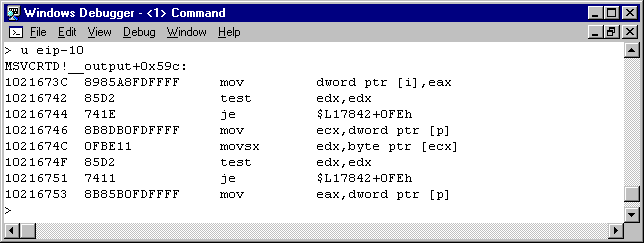 Windows Debugger - <1> Command
File Edit View Debug Window Help
> u eip-10
MSVCRTD!__output+0x59c:
1021673C 8985A8FDFFFF mov dword ptr [i],eax
10216742 85D2 test edx,edx
10216744 741E je $L17842+0FEh
10216746 8B8DB0FDFFFF mov ecx,dword ptr [p]
1021674C 0FBE11 movsx edx,byte ptr [ecx]
1021674F 85D2 test edx,edx
10216751 7411 je $L17842+0FEh
10216753 8B85B0FDFFFF mov eax,dword ptr [p]
>